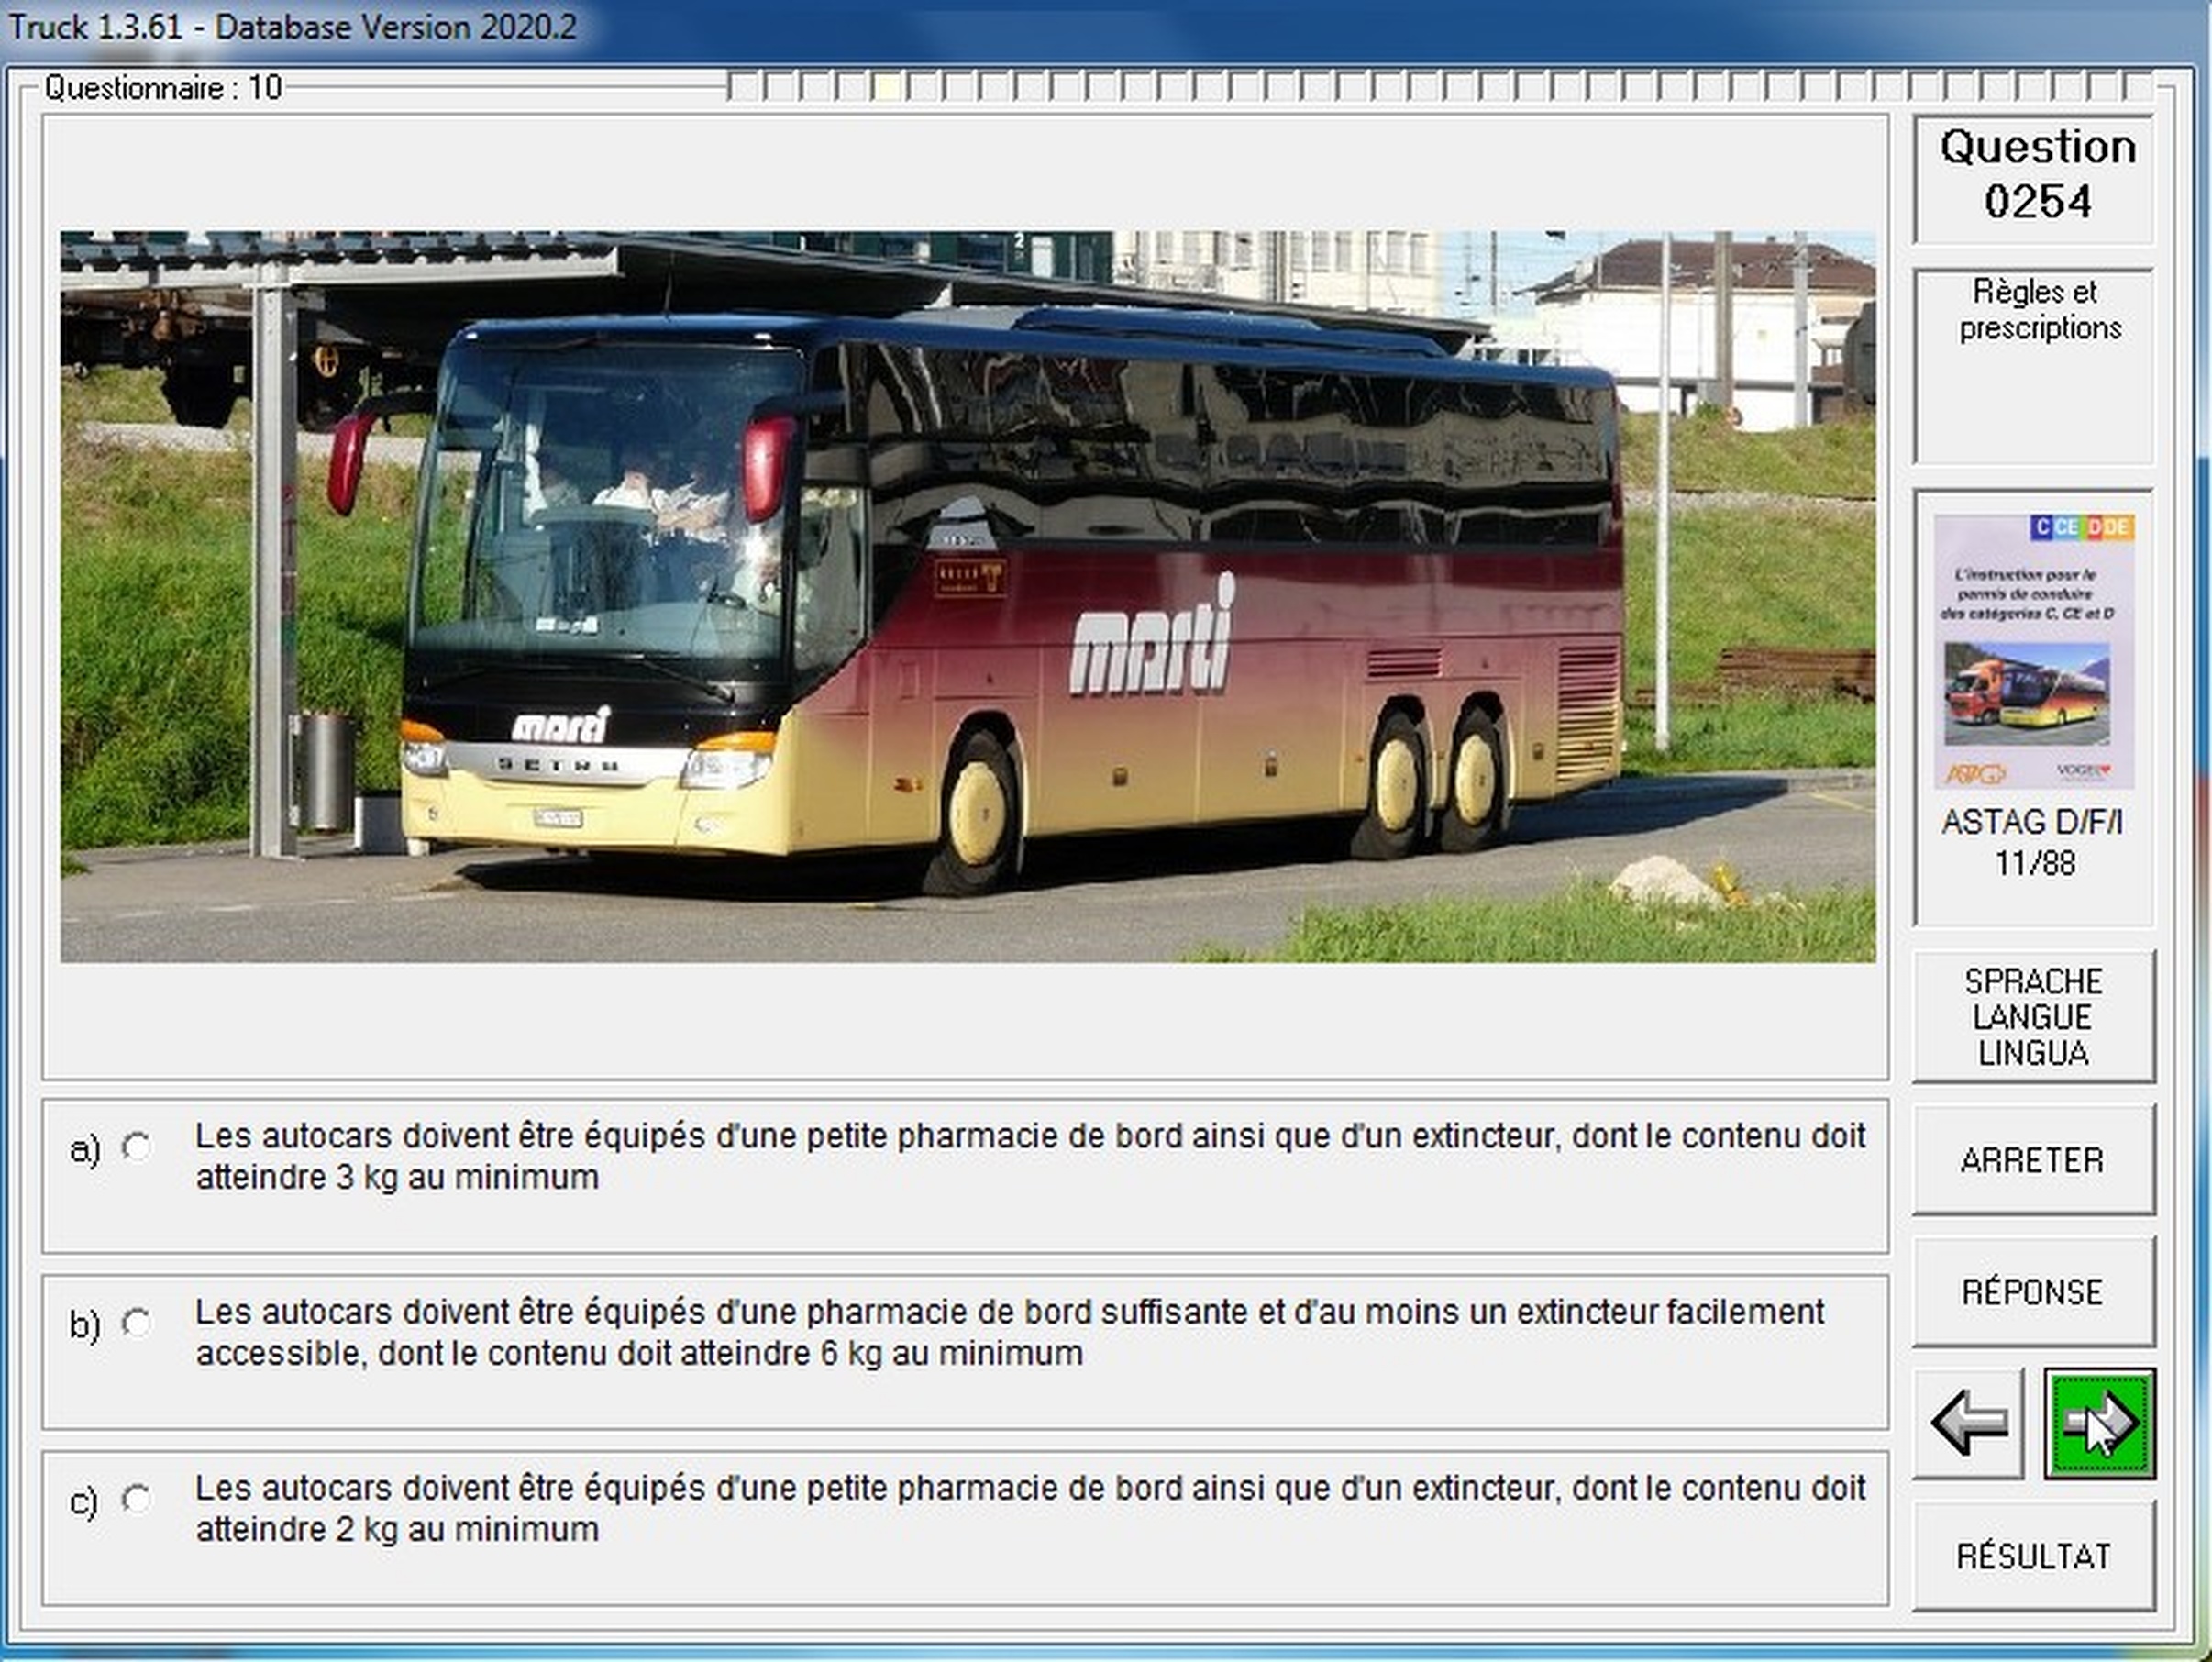 Truck 1.3.61 - Database Version 2020.2
Questionnaire : 10
Question
0254
Règles et
prescriptions
marti
marti
SETRA
C CE D DE
L'instruction pour le
permis de conduire
des catégories C, CE et D
ASTAG
VOGEL
ASTAG D/F/I
11/88
SPRACHE
LANGUE
LINGUA
ARRETER
RÉPONSE
RÉSULTAT
a) Les autocars doivent être équipés d'une petite pharmacie de bord ainsi que d'un extincteur, dont le contenu doit
atteindre 3 kg au minimum
b) Les autocars doivent être équipés d'une pharmacie de bord suffisante et d'au moins un extincteur facilement
accessible, dont le contenu doit atteindre 6 kg au minimum
c) Les autocars doivent être équipés d'une petite pharmacie de bord ainsi que d'un extincteur, dont le contenu doit
atteindre 2 kg au minimum